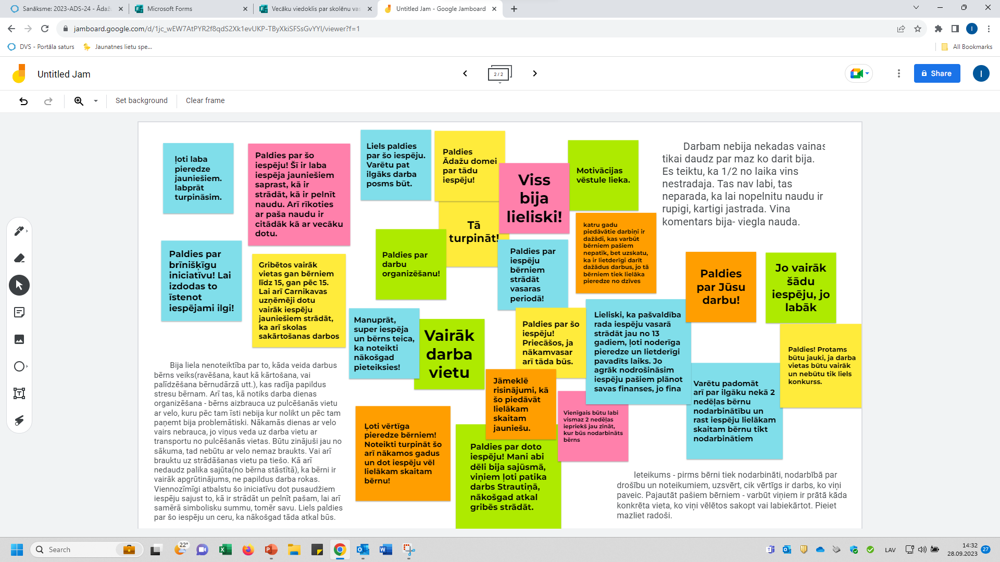 Sanāksme: 2023-ADS-24 - Ādažu
Microsoft Forms
Vecāku viedoklis par skolēnu vas
Untitled Jam - Google Jamboard
jamboard.google.com/d/1jc_wEW7AtPYR2f8qdS2Xk1evUKP-TByXkiSFSsGvYYI/viewer?f=1
DVS - Portāla saturs
Jaunatnes lietu spe...
All Bookmarks
Untitled Jam
2 / 2
Share
I
Set background
Clear frame
ļoti laba
pieredze
jauniešiem.
labprāt
turpināsim.
Paldies par šo
iespēju! Šī ir laba
iespēja jauniešiem
saprast, kā ir
strādāt, kā ir pelnīt
naudu. Arī rīkoties
ar paša naudu ir
citādāk kā ar vecāku
dotu.
Liels paldies
par šo iespēju.
Varētu pat
ilgāks darba
posms būt.
Paldies
Ādažu domei
par tādu
iespēju!
Viss
bija
lieliski!
Motivācijas
vēstule lieka.
Darbam nebija nekadas vainas
tikai daudz par maz ko darit bija.
Es teiktu, ka 1/2 no laika vins
nestradaja. Tas nav labi, tas
neparada, ka lai nopelnitu naudu ir
rupigi, kartigi jastrada. Vina
komentars bija- viegla nauda.
Tā
turpināt!
katru gadu
piedāvātie darbiņi ir
dažādi, kas varbūt
bērniem pašiem
nepatīk, bet uzskatu,
ka ir lietderīgi darīt
dažādus darbus, jo tā
bērniem tiek lielāka
pieredze no dzīves
Paldies par
brīnišķīgu
iniciatīvu! Lai
izdodas to
īstenot
iespējami ilgi!
Gribētos vairāk
vietas gan bērniem
līdz 15, gan pēc 15.
Lai arī Carnikavas
uzņēmēji dotu
vairāk iespēju
jauniešiem strādāt,
ka arī skolas
sakārtošanas darbos
Paldies par
darbu
organizēšanu!
Paldies par
iespēju
bērniem
strādāt
vasaras
periodā!
Paldies
par Jūsu
darbu!
Jo vairāk
šādu
iespēju, jo
labāk
Manuprāt,
super iespēja
un bērns teica,
ka noteikti
nākošgad
pieteiksies!
Vairāk
darba
vietu
Paldies par šo
iespēju!
Priecāšos, ja
nākamvasar
arī tāda būs.
Lieliski, ka pašvaldība
rada iespēju vasarā
strādāt jau no 13
gadiem, ļoti noderīga
pieredze un lietderīgi
pavadīts laiks. Jo
agrāk nodrošināsim
iespēju pašiem plānot
savas finanses, jo fina
Paldies! Protams
būtu jauki, ja darba
vietas būtu vairāk
un nebūtu tik liels
konkurss.
Bija liela nenoteiktība par to, kāda veida darbus
bērns veiks(ravēšana, kaut kā kārtošana, vai
palīdzēšana bērnudārzā utt.), kas radīja papildus
stresu bērnam. Arī tas, kā notiks darba dienas
organizēšana - bērns aizbrauca uz pulcēšanās vietu
ar velo, kuru pēc tam īsti nebija kur nolikt un pēc tam
paņemt bija problemātiski. Nākamās dienas ar velo
vairs nebrauca, jo viņus veda uz darba vietu ar
transportu no pulcēšanās vietas. Būtu zinājuši jau no
sākuma, tad nebūtu ar velo nemaz braukts. Vai arī
brauktu uz strādāšanas vietu pa tiešo. Kā arī
nedaudz palika sajūta(no bērna stāstītā), ka bērni ir
vairāk apgrūtinājums, ne papildus darba rokas.
Viennozīmīgi atbalstu šo iniciatīvu dot pusaudžiem
iespēju sajust to, kā ir strādāt un pelnīt pašam, lai arī
samērā simbolisku summu, tomēr savu. Liels paldies
par šo iespēju un ceru, ka nākošgad tāda atkal būs.
Jāmeklē
risinājumi, kā
šo piedāvāt
lielākam
skaitam
jauniešu.
Varētu padomāt
arī par ilgāku nekā 2
nedēļas bērnu
nodarbinātību un
rast iespēju lielākam
skaitam bērnu tikt
nodarbinātiem
Vienīgais būtu labi
vismaz 2 nedēļas
iepriekš jau zināt,
kur būs nodarbināts
bērns
Ļoti vērtīga
pieredze bērniem!
Noteikti turpināt šo
arī nākamos gadus
un dot iespēju vēl
lielākam skaitam
bērnu!
Paldies par doto
iespēju! Mani abi
dēli bija sajūsmā,
viņiem ļoti patika
darbs Strautiņā,
nākošgad atkal
gribēs strādāt.
Ieteikums - pirms bērni tiek nodarbināti, nodarbībā par
drošību un noteikumiem, uzsvērt, cik vērtīgs ir darbs, ko viņi
paveic. Pajautāt pašiem bērniem - varbūt viņiem ir prātā kāda
konkrēta vieta, ko viņi vēlētos sakopt vai labiekārtot. Pieiet
mazliet radoši.
Search
22°
LAV
14:32
28.09.2023
27